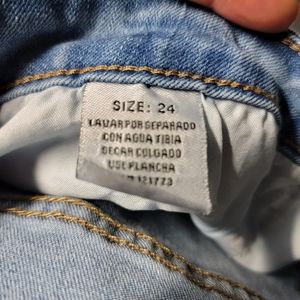 SIZE: 24
LAVAR POR SEPARADO
CON AGUA TIBIA
SECAR COLGADO
USE PLANCHA
121773